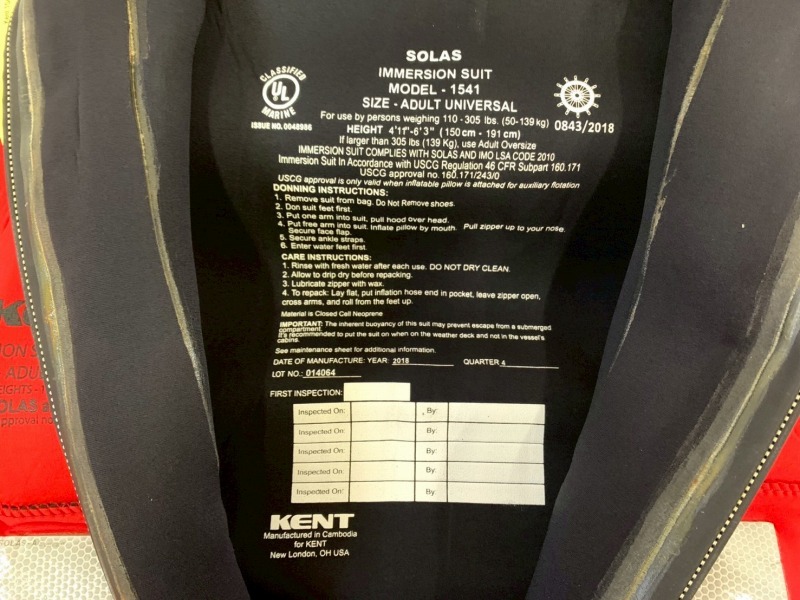 SOLAS
IMMERSION SUIT
MODEL - 1541
SIZE - ADULT UNIVERSAL
For use by persons weighing 110 - 305 lbs. (50-139 kg)
HEIGHT 4'11"-6'3" (150cm - 191 cm)
If larger than 305 lbs (139 Kg), use Adult Oversize
IMMERSION SUIT COMPLIES WITH SOLAS AND IMO LSA CODE 2010
Immersion Suit In Accordance with USCG Regulation 46 CFR Subpart 160.171
USCG approval no. 160.171/243/0
USCG approval is only valid when inflatable pillow is attached for auxiliary flotation
CLASSIFIED
UL
MARINE
ISSUE NO. 0048986
0843/2018
DONNING INSTRUCTIONS:
1. Remove suit from bag. Do Not Remove shoes.
2. Don suit feet first.
3. Put one arm into suit, pull hood over head.
4. Put free arm into suit. Inflate pillow by mouth. Pull zipper up to your nose.
Secure face flap.
5. Secure ankle straps.
6. Enter water feet first.
CARE INSTRUCTIONS:
1. Rinse with fresh water after each use. DO NOT DRY CLEAN.
2. Allow to drip dry before repacking.
3. Lubricate zipper with wax.
4. To repack: Lay flat, put inflation hose end in pocket, leave zipper open,
cross arms, and roll from the feet up.
Material is Closed Cell Neoprene
IMPORTANT: The inherent buoyancy of this suit may prevent escape from a submerged
compartment.
It's recommended to put the suit on when on the weather deck and not in the vessel's
cabins.
See maintenance sheet for additional information.
DATE OF MANUFACTURE: YEAR: 2018 QUARTER 4
LOT NO.: 014064
FIRST INSPECTION:
Inspected On: By:
Inspected On: By:
Inspected On: By:
Inspected On: By:
Inspected On: By:
KENT
Manufactured in Cambodia
for KENT
New London, OH USA